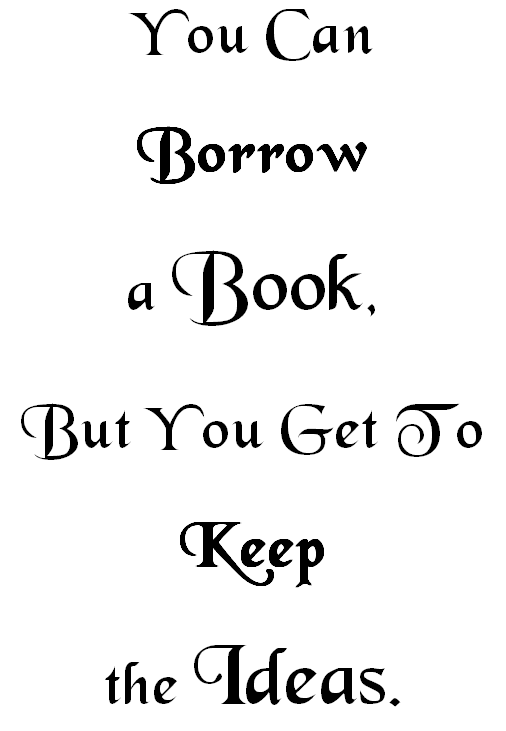 You Can
Borrow
a Book,
But You Get To
Keep
the Ideas.